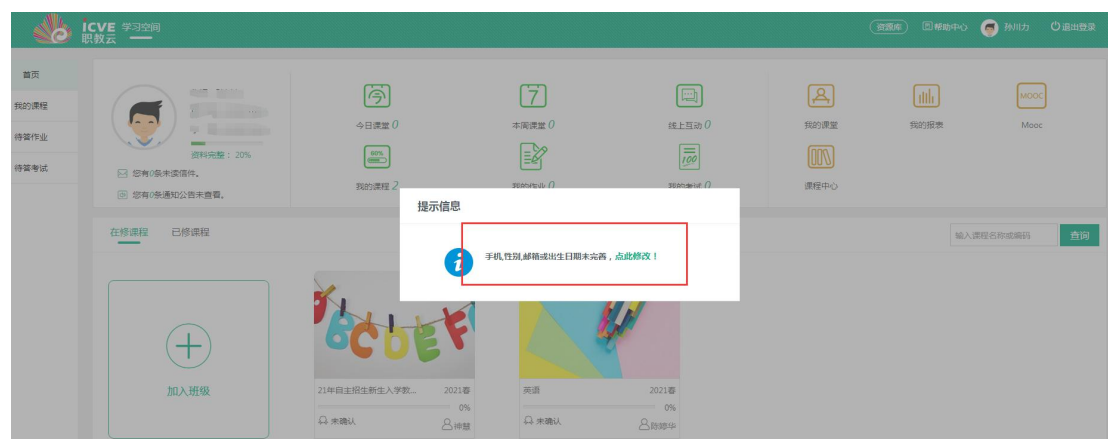 icve 学习空间
职教云
资源库 帮助中心 孙川力 退出登录
首页
我的课程
待答作业
待答考试
资料完整：20%
您有0条未读信件。
您有0条通知公告未查看。
今日课堂 0
本周课堂 0
线上互动 0
我的课程 2
我的作业 0
我的考试 0
7
80%
100
我的课堂
我的报表
MOOC
Mooc
课程中心
提示信息
手机,性别,邮箱或出生日期未完善，点此修改！
在修课程 已修课程
输入课程名称或编码 查询
加入班级
BCDEF
21年自主招生新生入学教... 2021春
0%
未确认 神慧
英语 2021春
0%
未确认